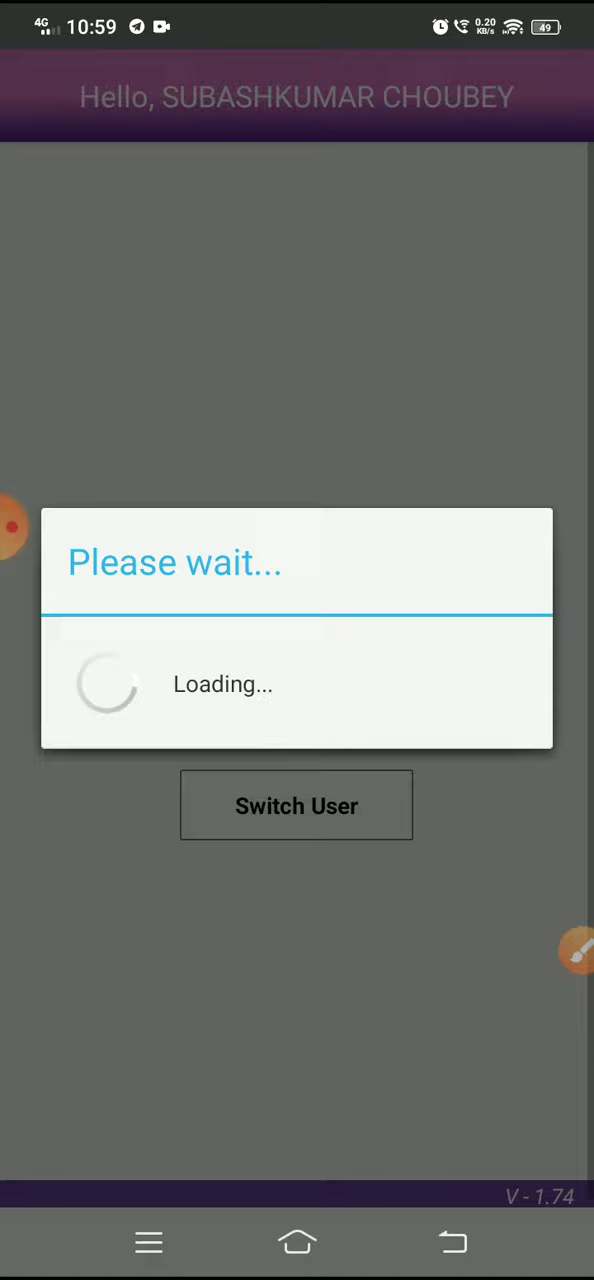 4G 10:59 0.20 KB/s 49
Hello, SUBASHKUMAR CHOUBEY
Please wait...
Loading...
Switch User
V - 1.74